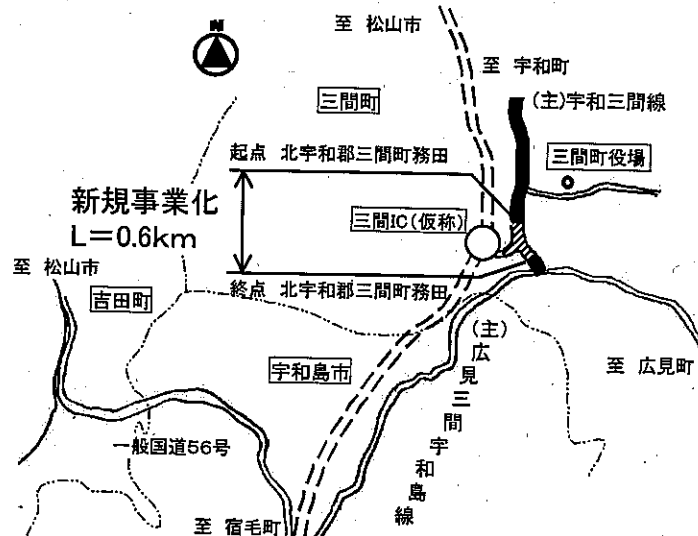 N
至 松山市
至 宇和町
三間町
(主)宇和三間線
起点 北宇和郡三間町務田
三間町役場
新規事業化
L=0.6km
三間IC(仮称)
至 松山市
終点 北宇和郡三間町務田
吉田町
(主)広見三間宇和島線
至 広見町
宇和島市
一般国道56号
至 宿毛町